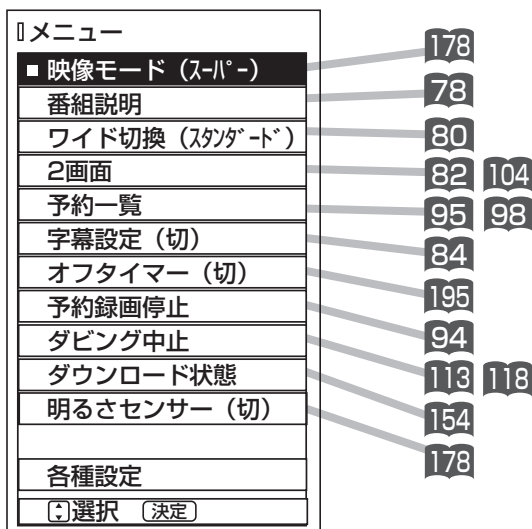 メニュー
映像モード（ｽｰﾊﾟｰ）
178
番組説明
78
ワイド切換（ｽﾀﾝﾀﾞｰﾄﾞ）
80
2画面
82 104
予約一覧
95 98
字幕設定（切）
84
オフタイマー（切）
195
予約録画停止
94
ダビング中止
113 118
ダウンロード状態
154
明るさセンサー（切）
178
各種設定
選択 決定